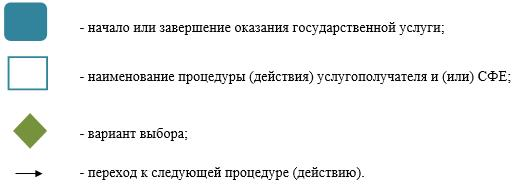 - начало или завершение оказания государственной услуги;
- наименование процедуры (действия) услугополучателя и (или) СФЕ;
- вариант выбора;
- переход к следующей процедуре (действию).